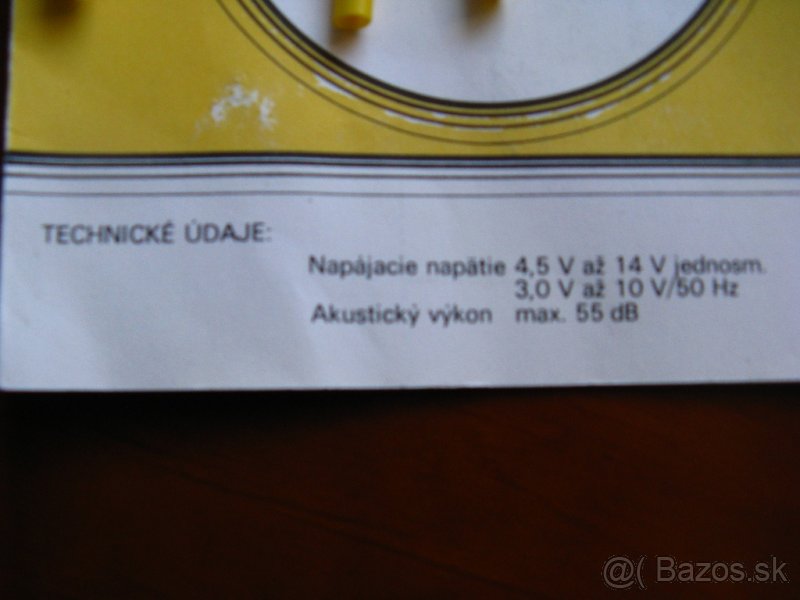 TECHNICKÉ ÚDAJE:
Napájacie napätie 4,5 V až 14 V jednosm.
3,0 V až 10 V/50 Hz
Akustický výkon max. 55 dB
@( Bazos.sk